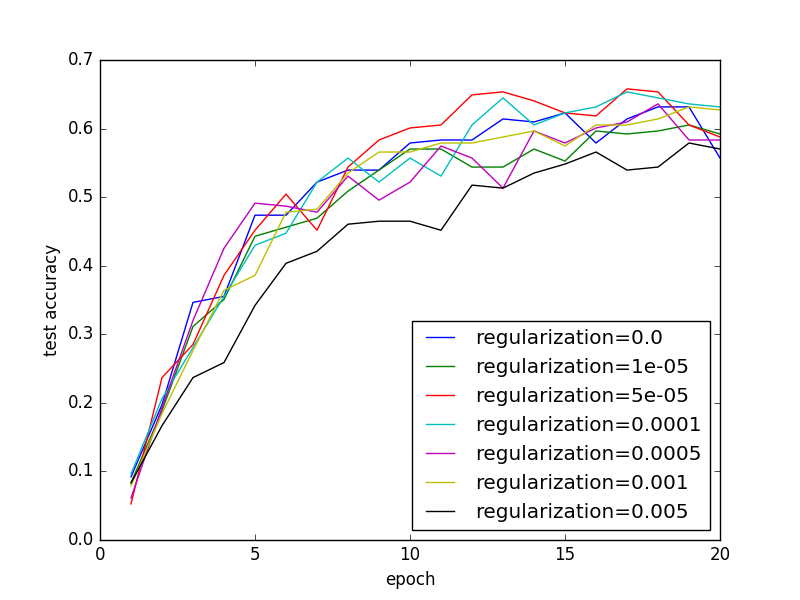 0.7
0.6
0.5
0.4
0.3
0.2
0.1
0.0
test accuracy
regularization=0.0
regularization=1e-05
regularization=5e-05
regularization=0.0001
regularization=0.0005
regularization=0.001
regularization=0.005
0 5 10 15 20
epoch